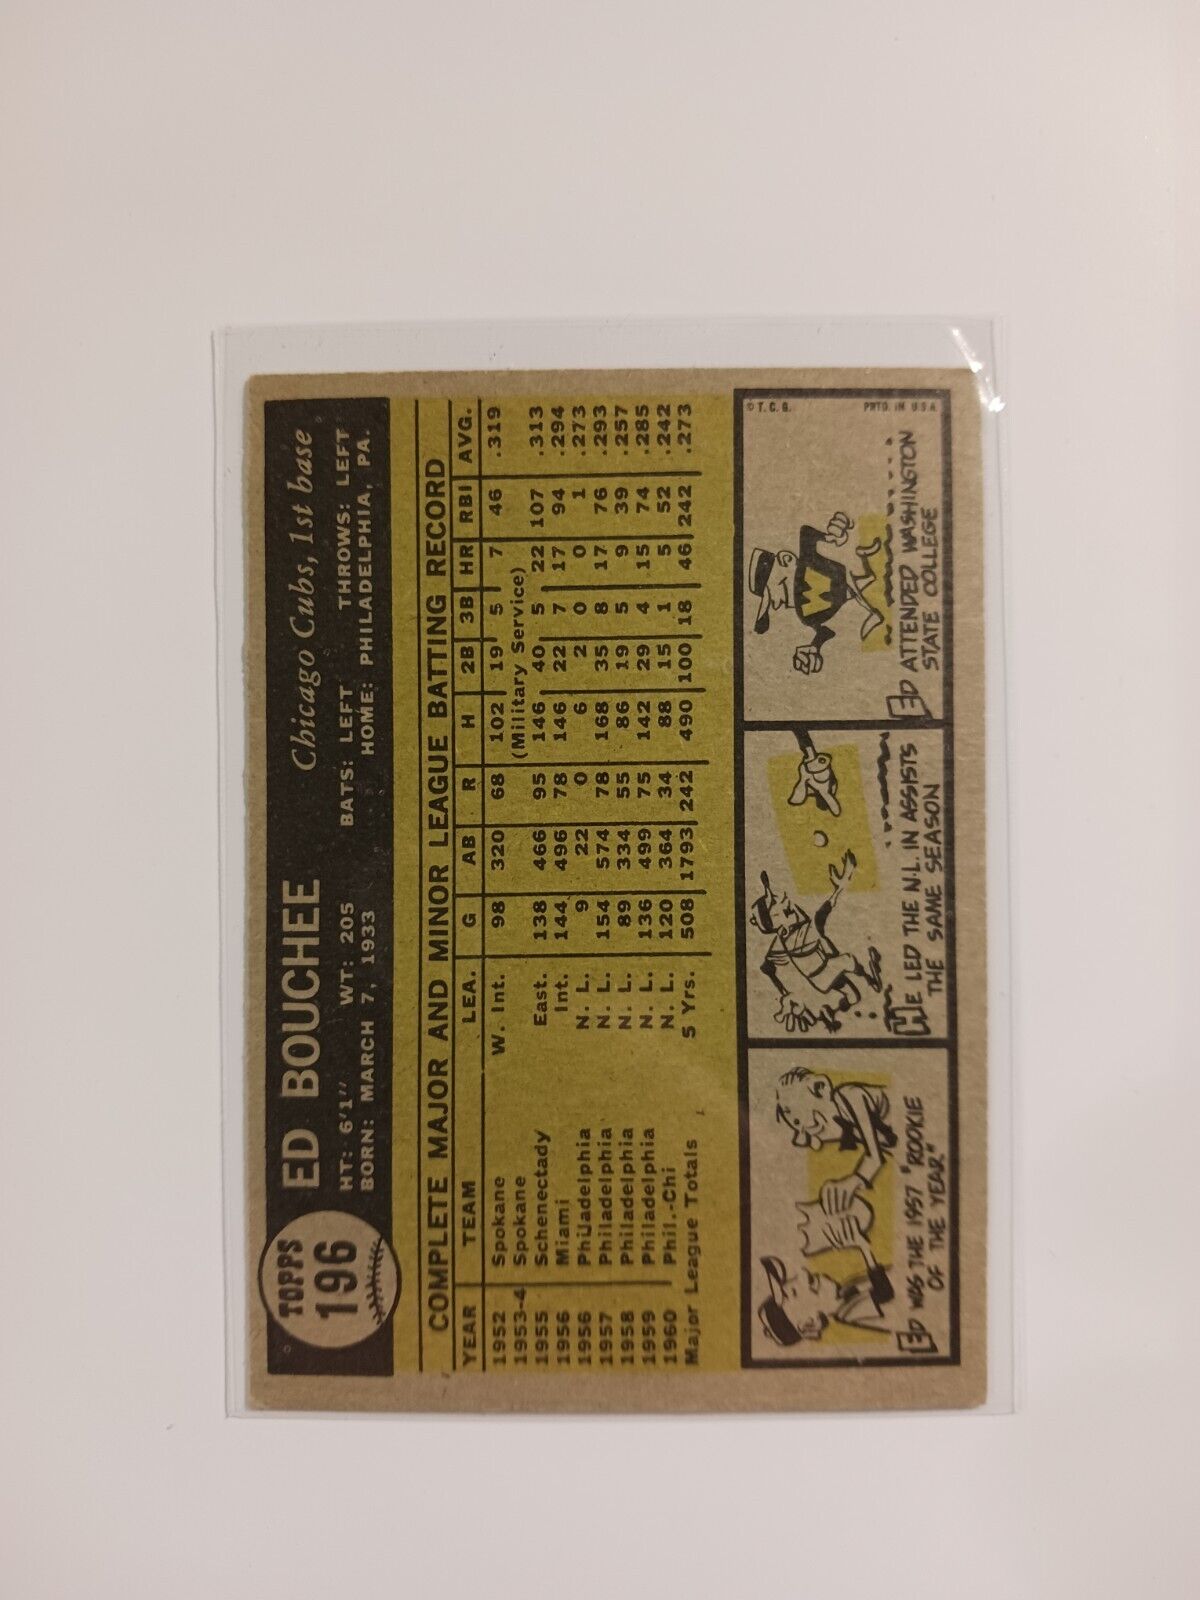 TOPPS
196
ED BOUCHEE
Chicago Cubs, 1st base
HT: 6'1" WT: 205 BATS: LEFT THROWS: LEFT
BORN: MARCH 7, 1933 HOME: PHILADELPHIA, PA.
COMPLETE MAJOR AND MINOR LEAGUE BATTING RECORD
YEAR TEAM LEA. G AB R H 2B 3B HR RBI AVG.
1952 Spokane W. Int. 98 320 68 102 19 5 7 46 .319
1953-4 Spokane (Military Service)
1955 Schenectady East. 138 466 95 146 40 5 22 107 .313
1956 Miami Int. 144 496 78 146 22 7 17 94 .294
1956 Philadelphia N. L. 9 22 0 6 2 0 0 1 .273
1957 Philadelphia N. L. 154 574 78 168 35 8 17 76 .293
1958 Philadelphia N. L. 89 334 55 86 19 5 9 39 .257
1959 Philadelphia N. L. 136 499 75 142 29 4 15 74 .285
1960 Phil.-Chi N. L. 120 364 34 88 15 1 5 52 .242
Major League Totals 5 Yrs. 508 1793 242 490 100 18 46 242 .273
ED WAS THE 1957 "ROOKIE
OF THE YEAR"
HE LED THE N.L. IN ASSISTS
THE SAME SEASON
W
ED ATTENDED WASHINGTON
STATE COLLEGE
© T. C. G. PRTD. IN U.S.A.